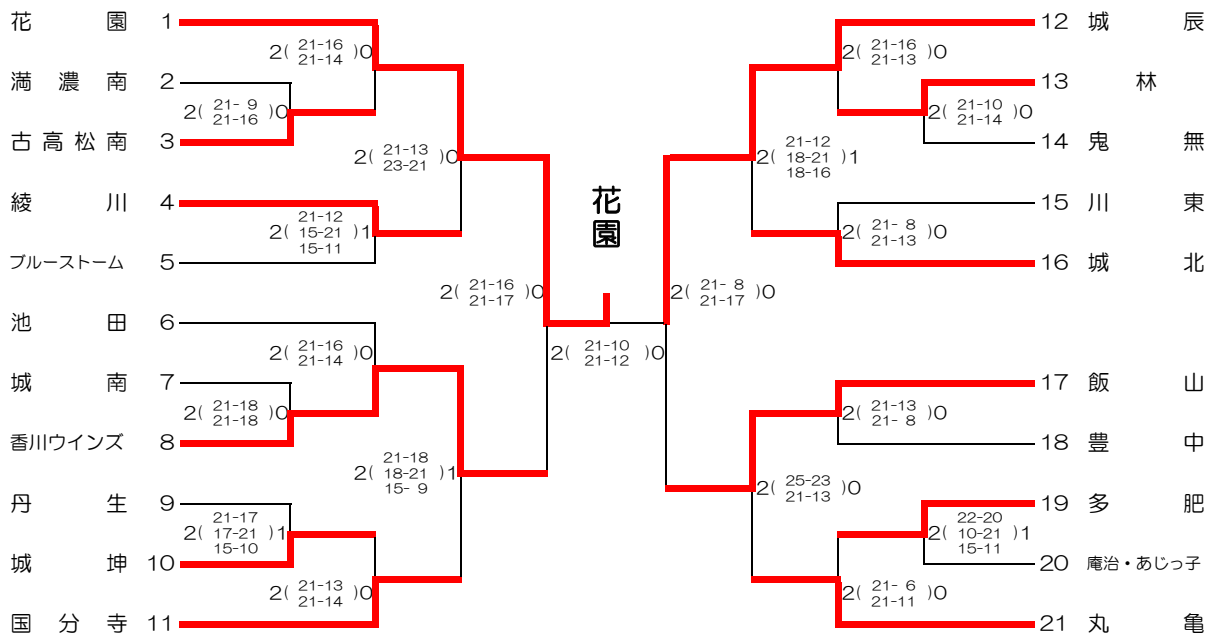 花園 1
満濃南 2
古高松南 3
綾川 4
ブルーストーム 5
池田 6
城南 7
香川ウインズ 8
丹生 9
城坤 10
国分寺 11
2( 21-16 )0
21-14
2( 21- 9 )0
21-16
2( 21-13 )0
23-21
21-12
2( 15-21 )1
15-11
2( 21-16 )0
21-17
2( 21-16 )0
21-14
2( 21-18 )0
21-18
21-18
2( 18-21 )1
15- 9
21-17
2( 17-21 )1
15-10
2( 21-13 )0
21-14
花園
2( 21-10 )0
21-12
2( 21-16 )0
21-13
2( 21-10 )0
21-14
21-12
2( 18-21 )1
18-16
2( 21- 8 )0
21-13
2( 21- 8 )0
21-17
2( 21-13 )0
21- 8
2( 25-23 )0
21-13
22-20
2( 10-21 )1
15-11
2( 21- 6 )0
21-11
12 城辰
13 林
14 鬼無
15 川東
16 城北
17 飯山
18 豊中
19 多肥
20 庵治・あじっ子
21 丸亀